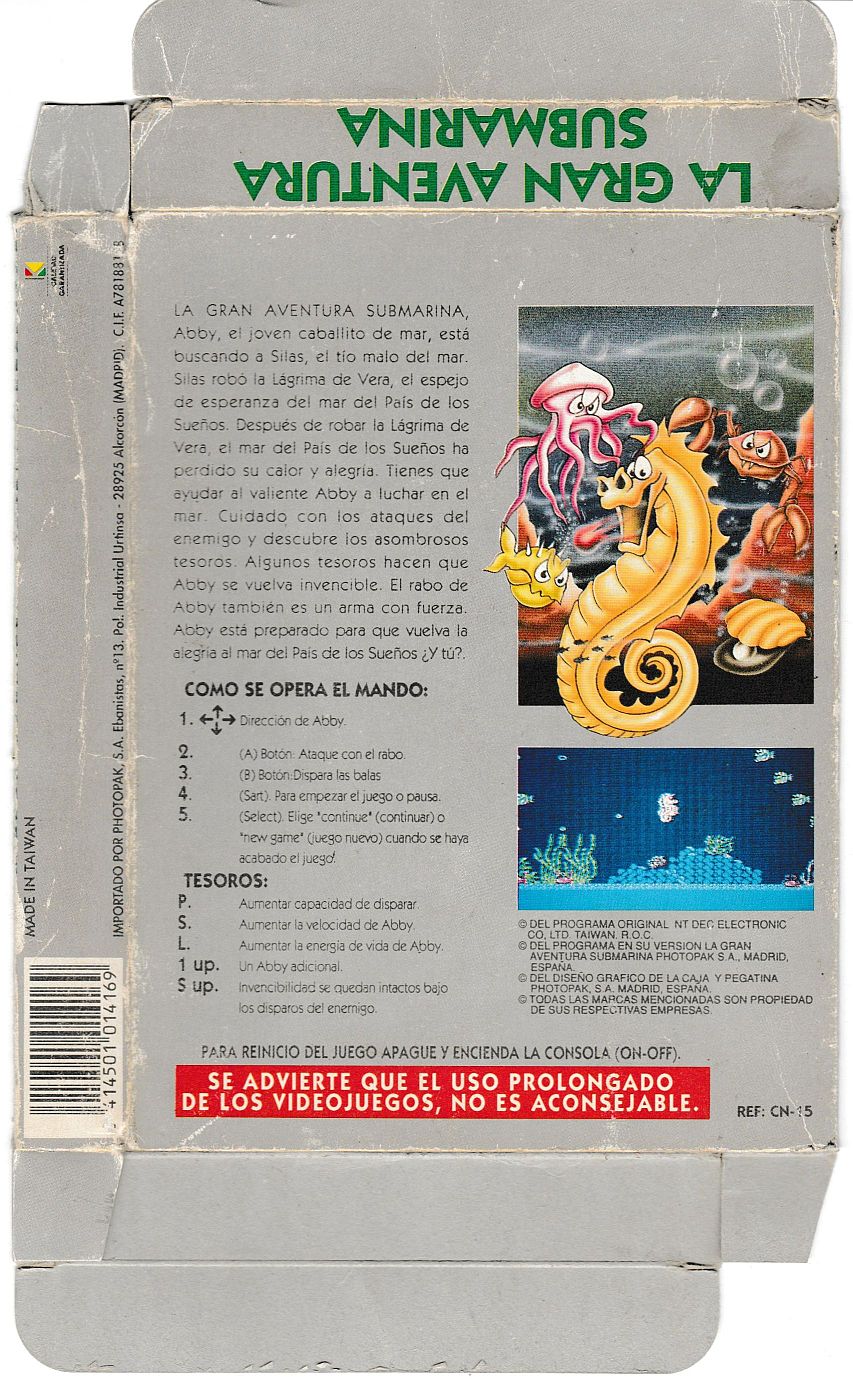 LA GRAN AVENTURA
SUBMARINA
CALIDAD
GARANTIZADA
IMPORTADO POR PHOTOPAK, S.A. Ebanistas, nº13. Pol. Industrial Urtinsa - 28925 Alcorcón (MADRID). C.I.F.
MADE IN TAIWAN
414501 014169
LA GRAN AVENTURA SUBMARINA,
Abby, el joven caballito de mar, está
buscando a Silas, el tío malo del mar.
Silas robó la Lágrima de Vera, el espejo
de esperanza del mar del País de los
Sueños. Después de robar la Lágrima de
Vera, el mar del País de los Sueños ha
perdido su calor y alegría. Tienes que
ayudar al valiente Abby a luchar en el
mar. Cuidado con los ataques del
enemigo y descubre los asombrosos
tesoros. Algunos tesoros hacen que
Abby se vuelva invencible. El rabo de
Abby también es un arma con fuerza.
Abby está preparado para que vuelva la
alegría al mar del País de los Sueños ¿Y tú?.
COMO SE OPERA EL MANDO:
1. Dirección de Abby.
2. (A) Botón: Ataque con el rabo.
3. (B) Botón:Dispara las balas
4. (Sart). Para empezar el juego o pausa.
5. (Select). Elige "continue" (continuar) o
"new game" (juego nuevo) cuando se haya
acabado el juego!
TESOROS:
P. Aumentar capacidad de disparar.
S. Aumentar la velocidad de Abby.
L. Aumentar la energía de vida de Abby.
1 up. Un Abby adicional.
S up. Invencibilidad se quedan intactos bajo
los disparos del enemigo.
© DEL PROGRAMA ORIGINAL NT DEC ELECTRONIC
CO, LTD. TAIWAN. R.O.C.
© DEL PROGRAMA EN SU VERSION LA GRAN
AVENTURA SUBMARINA PHOTOPAK S.A., MADRID,
ESPAÑA.
© DEL DISEÑO GRAFICO DE LA CAJA Y PEGATINA
PHOTOPAK, S.A. MADRID, ESPAÑA.
© TODAS LAS MARCAS MENCIONADAS SON PROPIEDAD
DE SUS RESPECTIVAS EMPRESAS.
PARA REINICIO DEL JUEGO APAGUE Y ENCIENDA LA CONSOLA (ON-OFF).
SE ADVIERTE QUE EL USO PROLONGADO
DE LOS VIDEOJUEGOS, NO ES ACONSEJABLE.
REF: CN-15